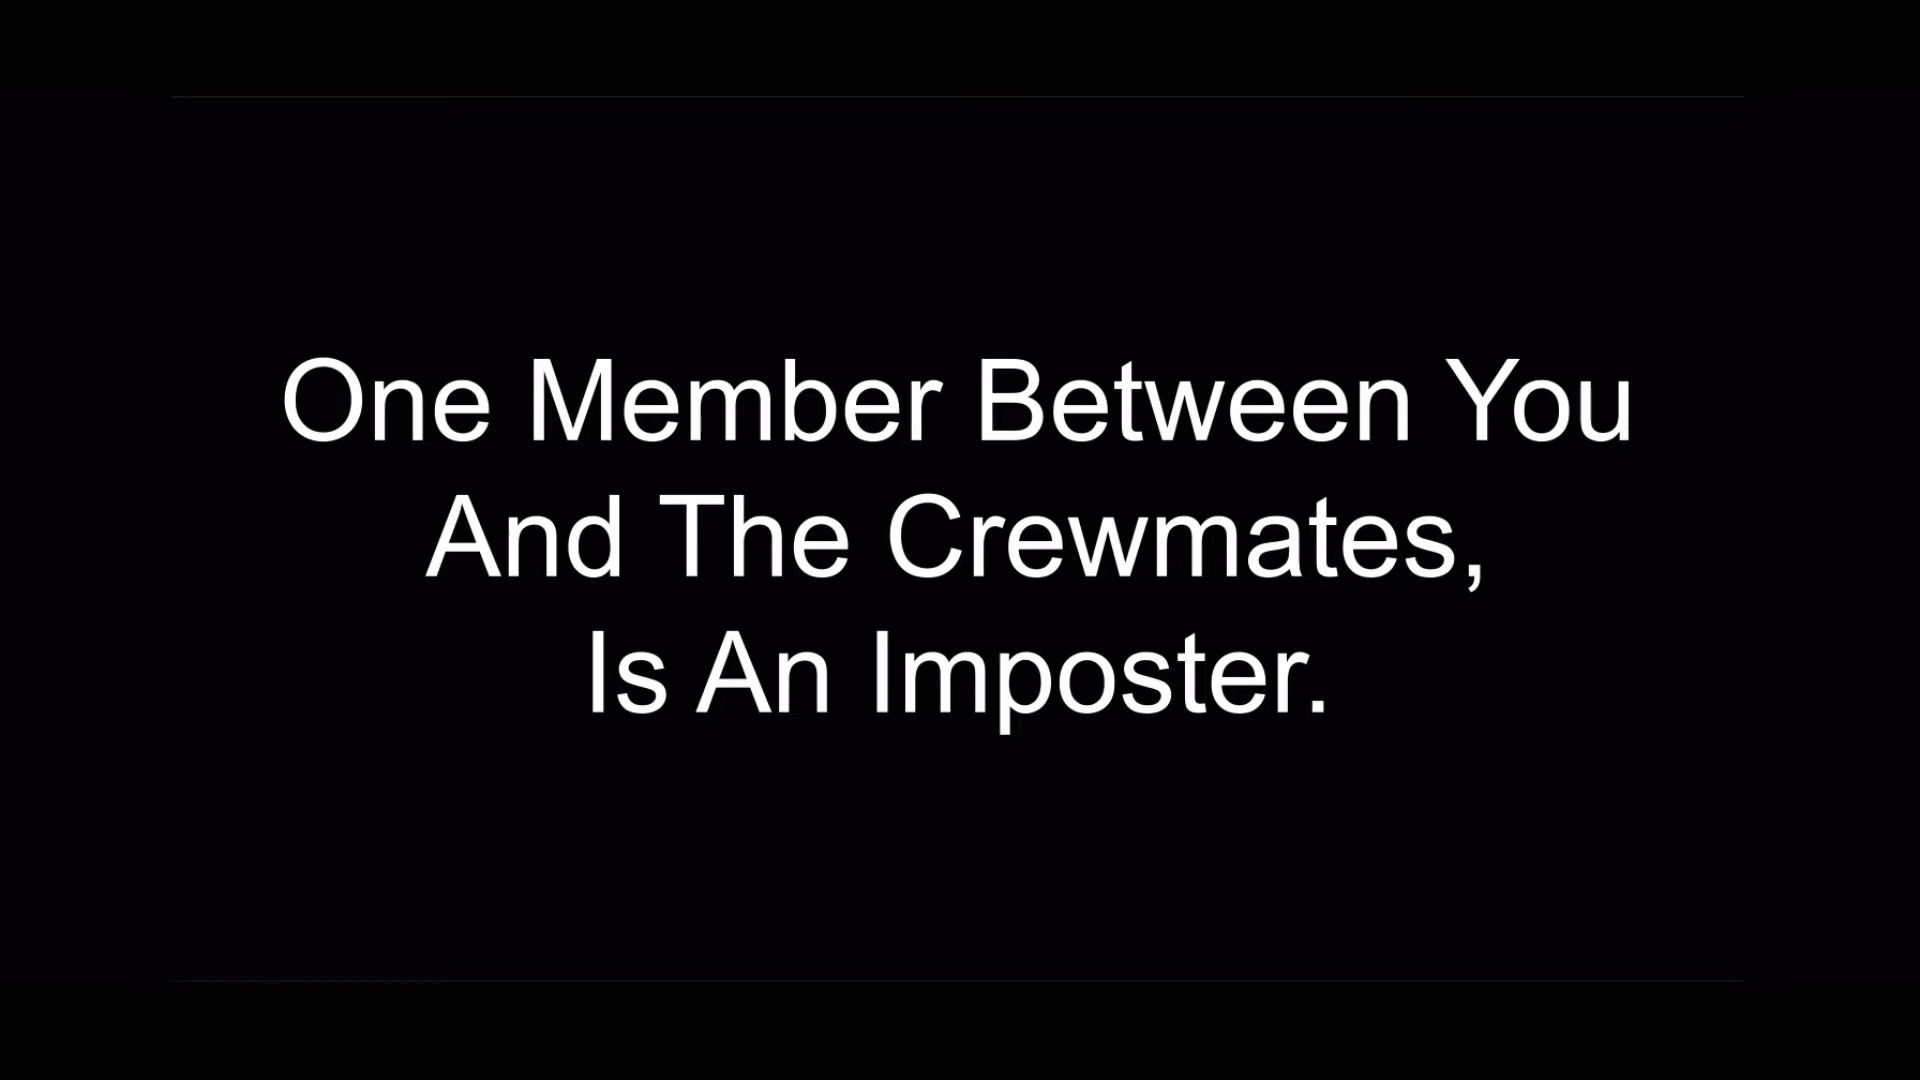 One Member Between You
And The Crewmates,
Is An Imposter.